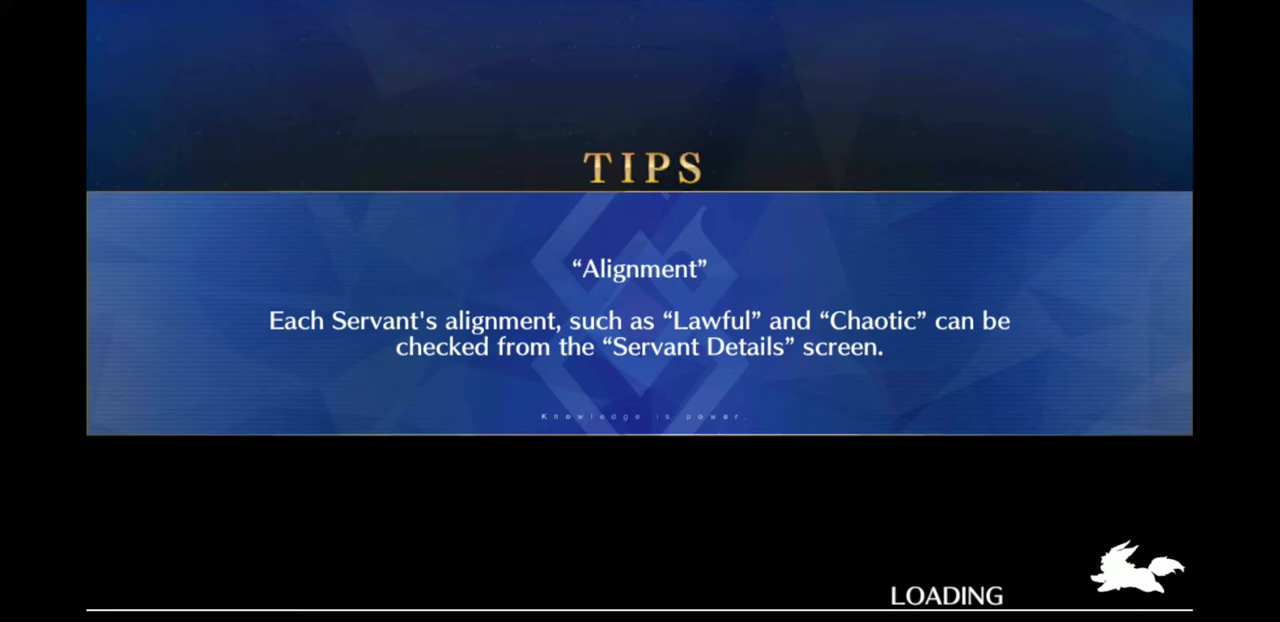 TIPS
“Alignment”
Each Servant's alignment, such as “Lawful” and “Chaotic” can be
checked from the “Servant Details” screen.
Knowledge is power.
LOADING